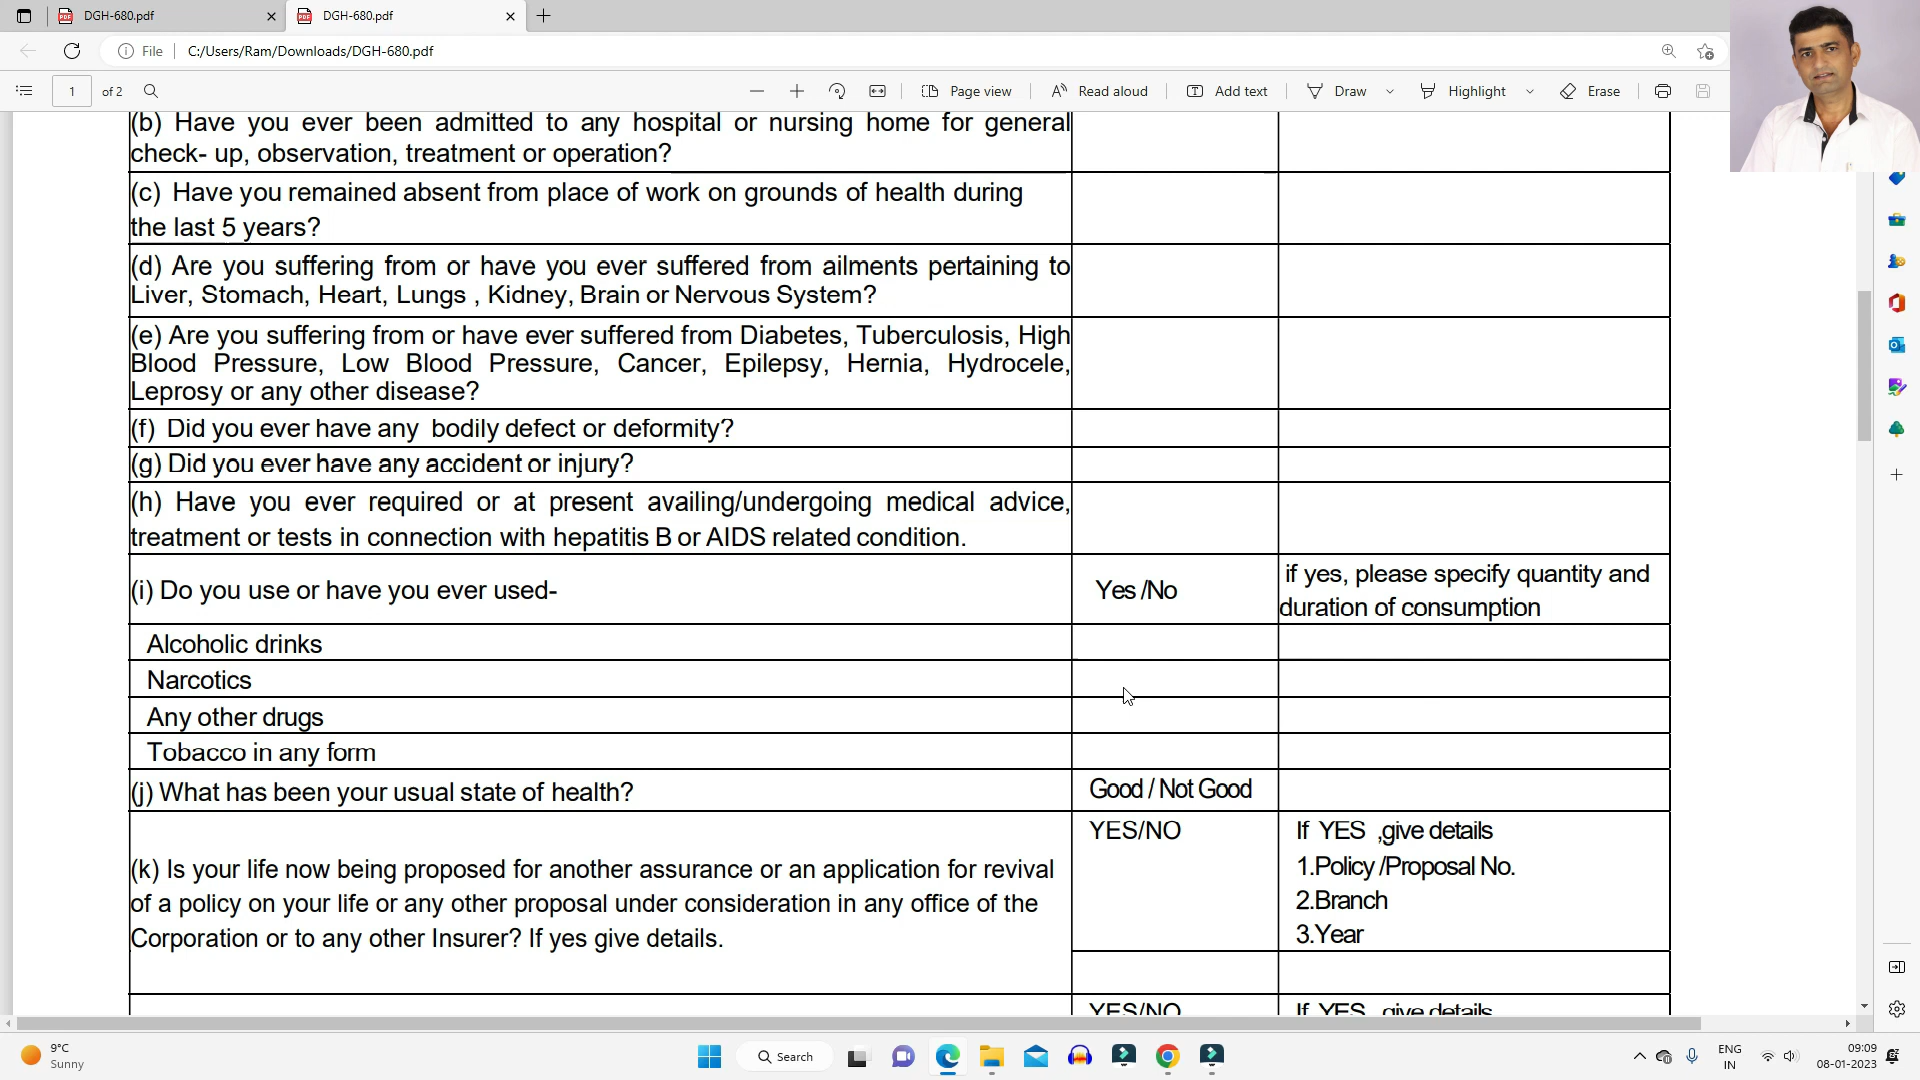 DGH-680.pdf
DGH-680.pdf
File
C:/Users/Ram/Downloads/DGH-680.pdf
1 of 2
Page view
Read aloud
Add text
Draw
Highlight
Erase
(b) Have you ever been admitted to any hospital or nursing home for general
check- up, observation, treatment or operation?
(c) Have you remained absent from place of work on grounds of health during
the last 5 years?
(d) Are you suffering from or have you ever suffered from ailments pertaining to
Liver, Stomach, Heart, Lungs , Kidney, Brain or Nervous System?
(e) Are you suffering from or have ever suffered from Diabetes, Tuberculosis, High
Blood Pressure, Low Blood Pressure, Cancer, Epilepsy, Hernia, Hydrocele,
Leprosy or any other disease?
(f) Did you ever have any bodily defect or deformity?
(g) Did you ever have any accident or injury?
(h) Have you ever required or at present availing/undergoing medical advice,
treatment or tests in connection with hepatitis B or AIDS related condition.
(i) Do you use or have you ever used-
Yes /No
if yes, please specify quantity and
duration of consumption
Alcoholic drinks
Narcotics
Any other drugs
Tobacco in any form
(j) What has been your usual state of health?
Good / Not Good
(k) Is your life now being proposed for another assurance or an application for revival
of a policy on your life or any other proposal under consideration in any office of the
Corporation or to any other Insurer? If yes give details.
YES/NO
If YES ,give details
1.Policy /Proposal No.
2.Branch
3.Year
YES/NO
If YES ,give details
9°C
Sunny
Search
ENG
IN
09:09
08-01-2023